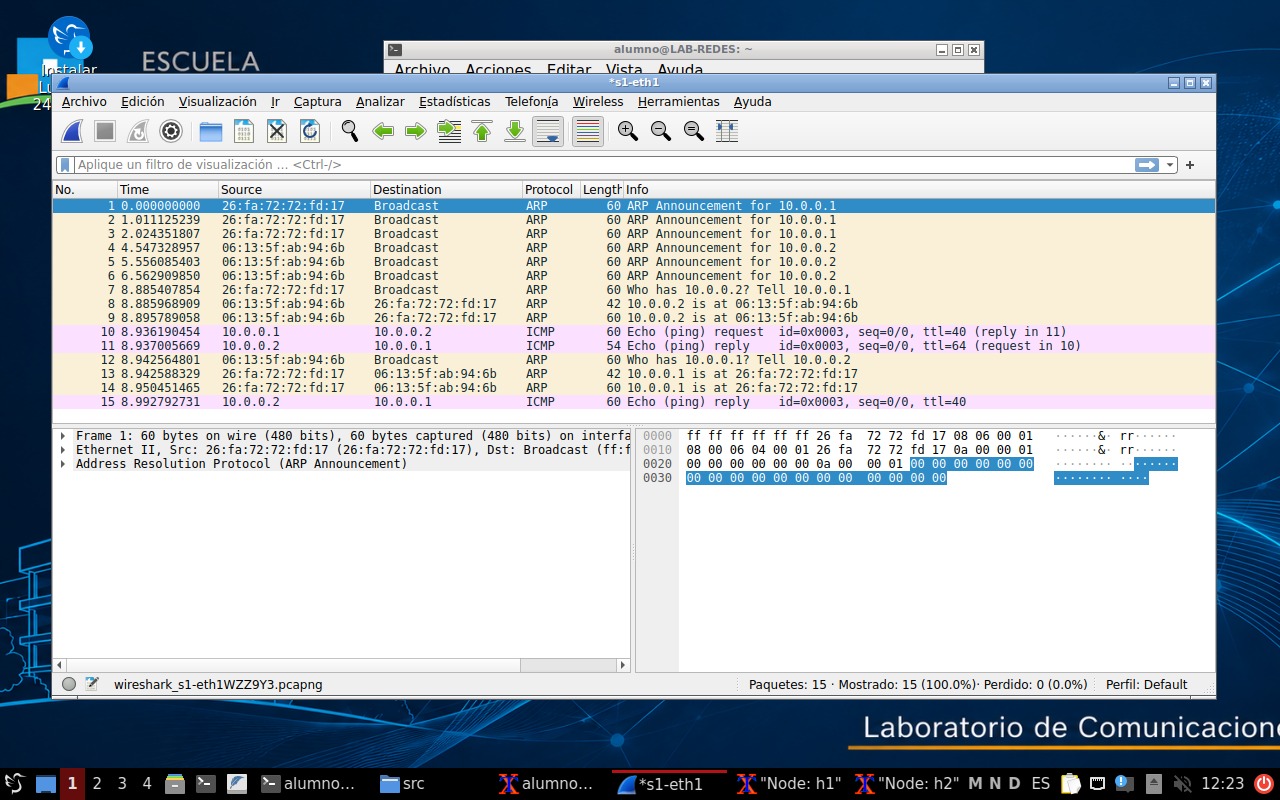 ESCUELA
Instalar
Lu
24
alumno@LAB-REDES: ~
Archivo Acciones Editar Vista Ayuda
*s1-eth1
Archivo Edición Visualización Ir Captura Analizar Estadísticas Telefonía Wireless Herramientas Ayuda
Aplique un filtro de visualización ... <Ctrl-/>
No. Time Source Destination Protocol Length Info
1 0.000000000 26:fa:72:72:fd:17 Broadcast ARP 60 ARP Announcement for 10.0.0.1
2 1.011125239 26:fa:72:72:fd:17 Broadcast ARP 60 ARP Announcement for 10.0.0.1
3 2.024351807 26:fa:72:72:fd:17 Broadcast ARP 60 ARP Announcement for 10.0.0.1
4 4.547328957 06:13:5f:ab:94:6b Broadcast ARP 60 ARP Announcement for 10.0.0.2
5 5.556085403 06:13:5f:ab:94:6b Broadcast ARP 60 ARP Announcement for 10.0.0.2
6 6.562909850 06:13:5f:ab:94:6b Broadcast ARP 60 ARP Announcement for 10.0.0.2
7 8.885407854 26:fa:72:72:fd:17 Broadcast ARP 60 Who has 10.0.0.2? Tell 10.0.0.1
8 8.885968909 06:13:5f:ab:94:6b 26:fa:72:72:fd:17 ARP 42 10.0.0.2 is at 06:13:5f:ab:94:6b
9 8.895789058 06:13:5f:ab:94:6b 26:fa:72:72:fd:17 ARP 60 10.0.0.2 is at 06:13:5f:ab:94:6b
10 8.936190454 10.0.0.1 10.0.0.2 ICMP 60 Echo (ping) request id=0x0003, seq=0/0, ttl=40 (reply in 11)
11 8.937005669 10.0.0.2 10.0.0.1 ICMP 54 Echo (ping) reply id=0x0003, seq=0/0, ttl=64 (request in 10)
12 8.942564801 06:13:5f:ab:94:6b Broadcast ARP 60 Who has 10.0.0.1? Tell 10.0.0.2
13 8.942588329 26:fa:72:72:fd:17 06:13:5f:ab:94:6b ARP 42 10.0.0.1 is at 26:fa:72:72:fd:17
14 8.950451465 26:fa:72:72:fd:17 06:13:5f:ab:94:6b ARP 60 10.0.0.1 is at 26:fa:72:72:fd:17
15 8.992792731 10.0.0.2 10.0.0.1 ICMP 60 Echo (ping) reply id=0x0003, seq=0/0, ttl=40
Frame 1: 60 bytes on wire (480 bits), 60 bytes captured (480 bits) on interfa
Ethernet II, Src: 26:fa:72:72:fd:17 (26:fa:72:72:fd:17), Dst: Broadcast (ff:f
Address Resolution Protocol (ARP Announcement)
0000 ff ff ff ff ff ff 26 fa 72 72 fd 17 08 06 00 01 ······& · rr······
0010 08 00 06 04 00 01 26 fa 72 72 fd 17 0a 00 00 01 ······& · rr······
0020 00 00 00 00 00 00 0a 00 00 01 00 00 00 00 00 00 ········ ········
0030 00 00 00 00 00 00 00 00 00 00 00 00 ········ ····
wireshark_s1-eth1WZZ9Y3.pcapng Paquetes: 15 · Mostrado: 15 (100.0%)· Perdido: 0 (0.0%) Perfil: Default
Laboratorio de Comunicacione
1 2 3 4 alumno... src alumno... *s1-eth1 "Node: h1" "Node: h2" M N D ES 12:23